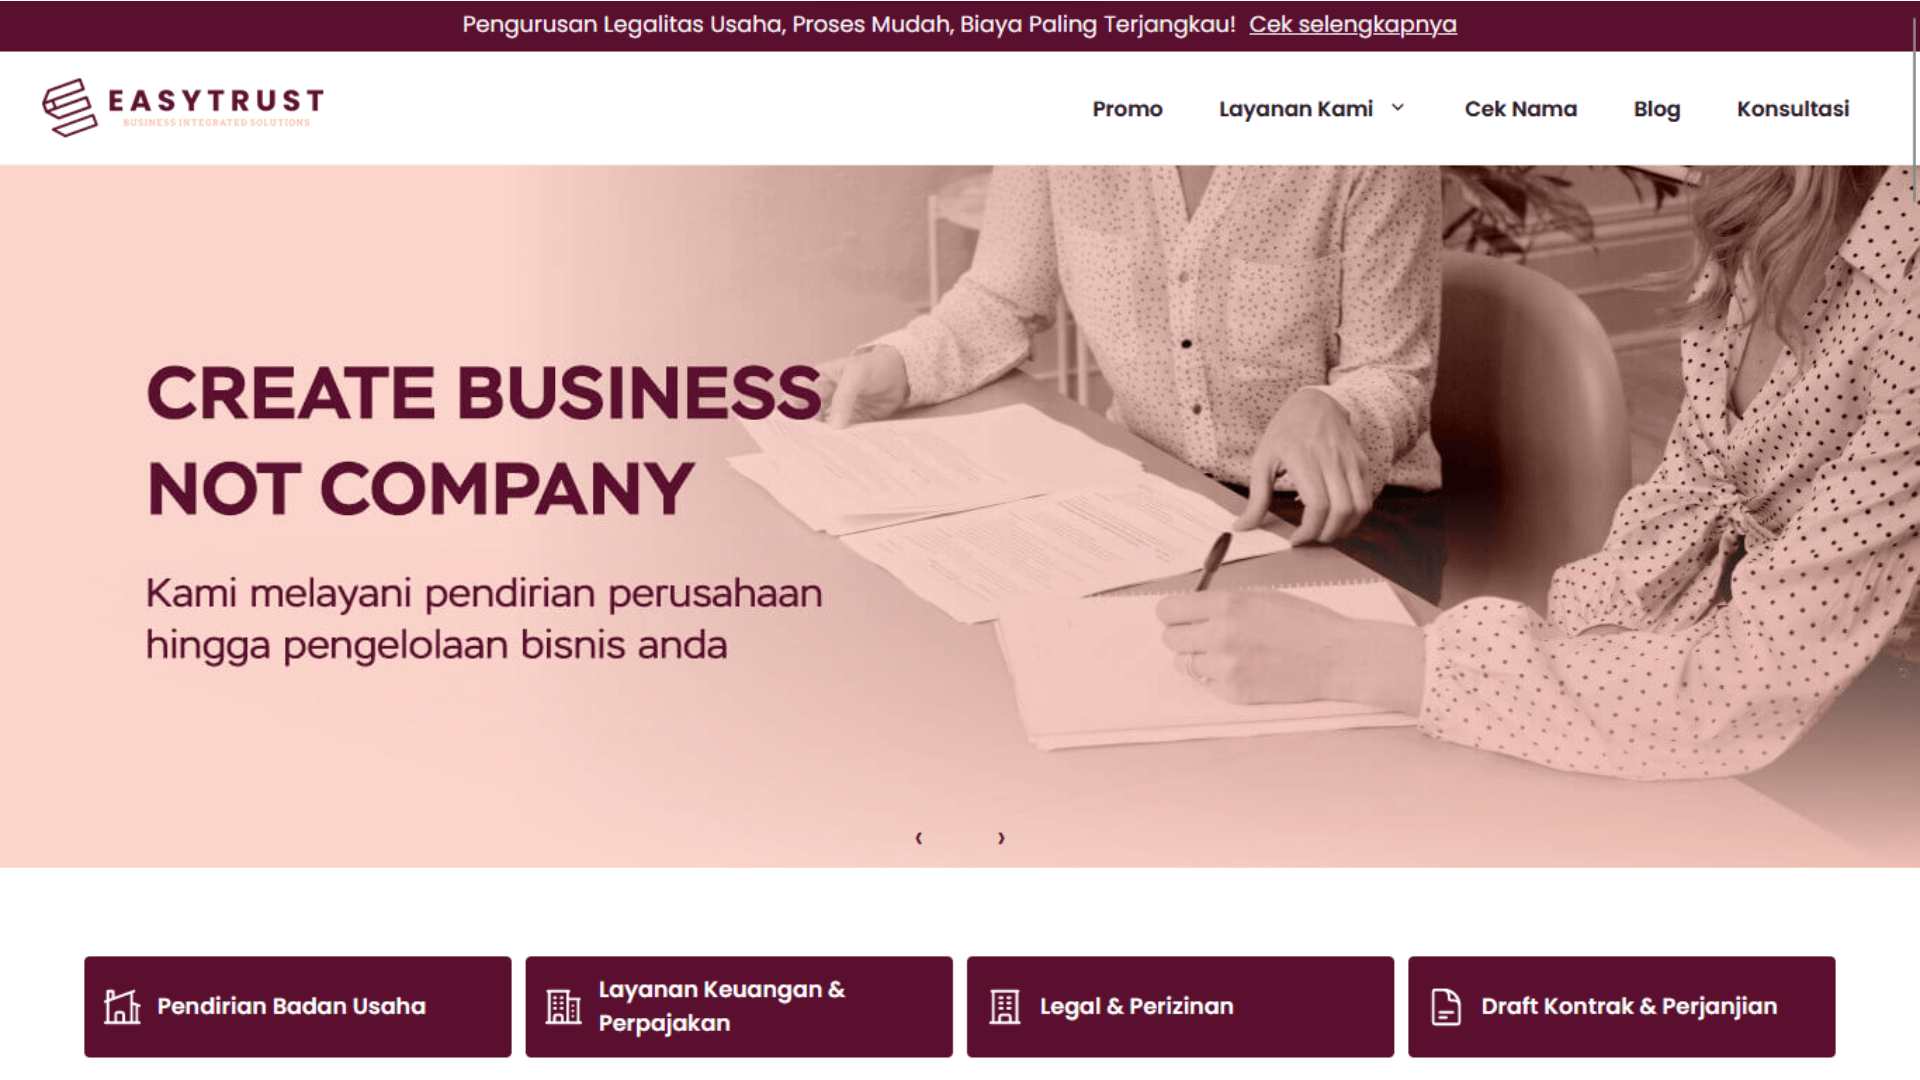 Pengurusan Legalitas Usaha, Proses Mudah, Biaya Paling Terjangkau! Cek selengkapnya
EASYTRUST
BUSINESS INTEGRATED SOLUTIONS
Promo
Layanan Kami
Cek Nama
Blog
Konsultasi
CREATE BUSINESS
NOT COMPANY
Kami melayani pendirian perusahaan
hingga pengelolaan bisnis anda
Pendirian Badan Usaha
Layanan Keuangan &
Perpajakan
Legal & Perizinan
Draft Kontrak & Perjanjian